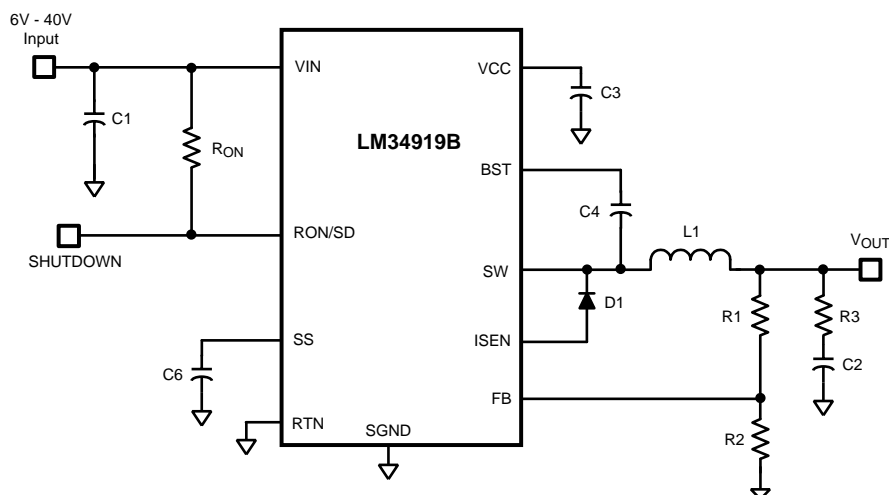 6V - 40V
Input
VIN
VCC
C3
C1
LM34919B
RON
BST
C4
L1
VOUT
RON/SD
SHUTDOWN
SW
D1
R1
R3
ISEN
SS
C2
C6
FB
RTN
SGND
R2